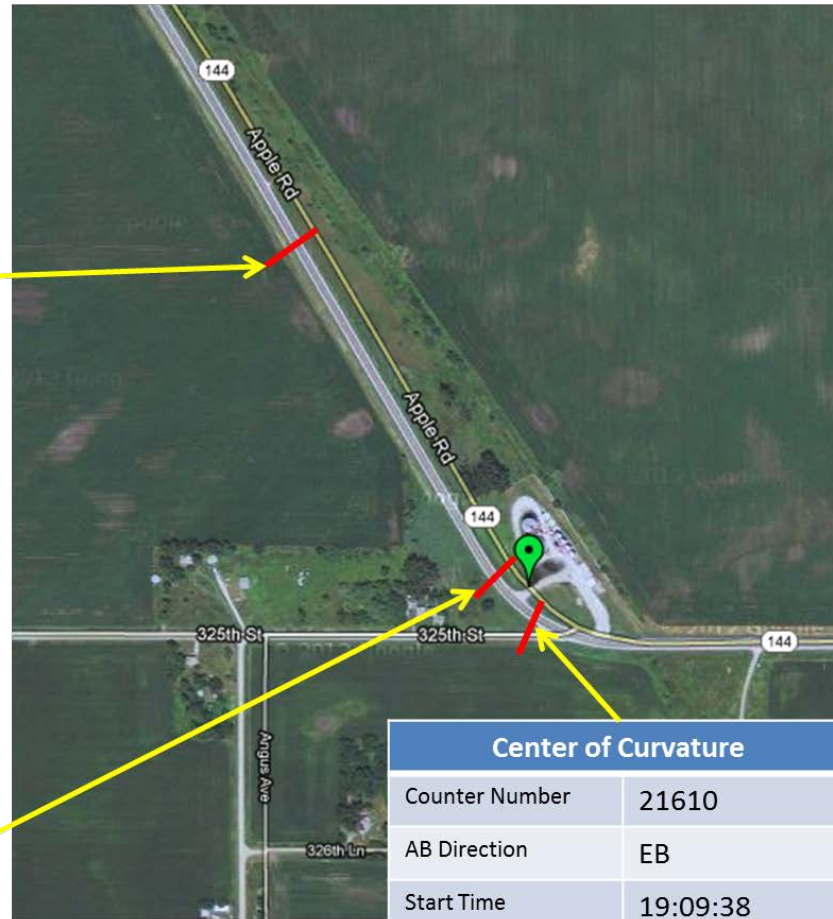 144
Apple Rd
Apple Rd
144
325th St
325th St
144
Angus Ave
326th Ln
Center of Curvature
Counter Number 21610
AB Direction EB
Start Time 19:09:38